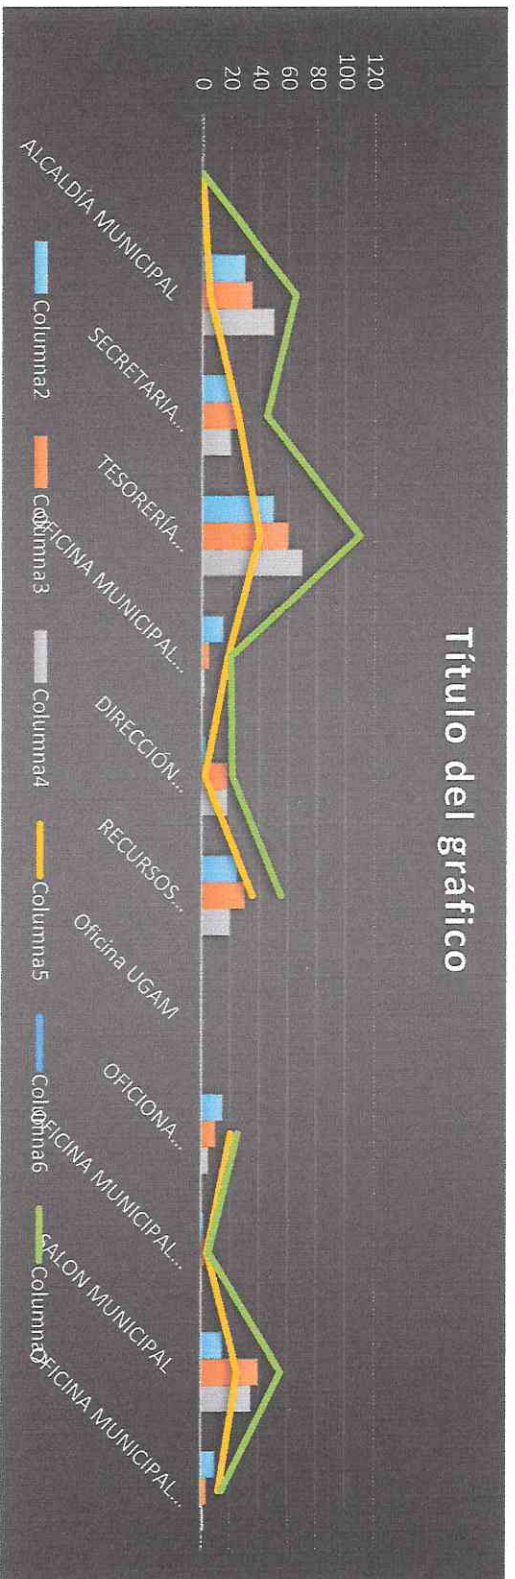 Título del gráfico
120
100
80
60
40
20
0
ALCALDÍA MUNICIPAL
SECRETARIA...
TESORERÍA...
OFICINA MUNICIPAL...
DIRECCIÓN...
RECURSOS...
Oficina UGAM
OFICIONA...
OFICINA MUNICIPAL...
SALON MUNICIPAL
OFICINA MUNICIPAL...
Columna2
Columna3
Columna4
Columna5
Columna6